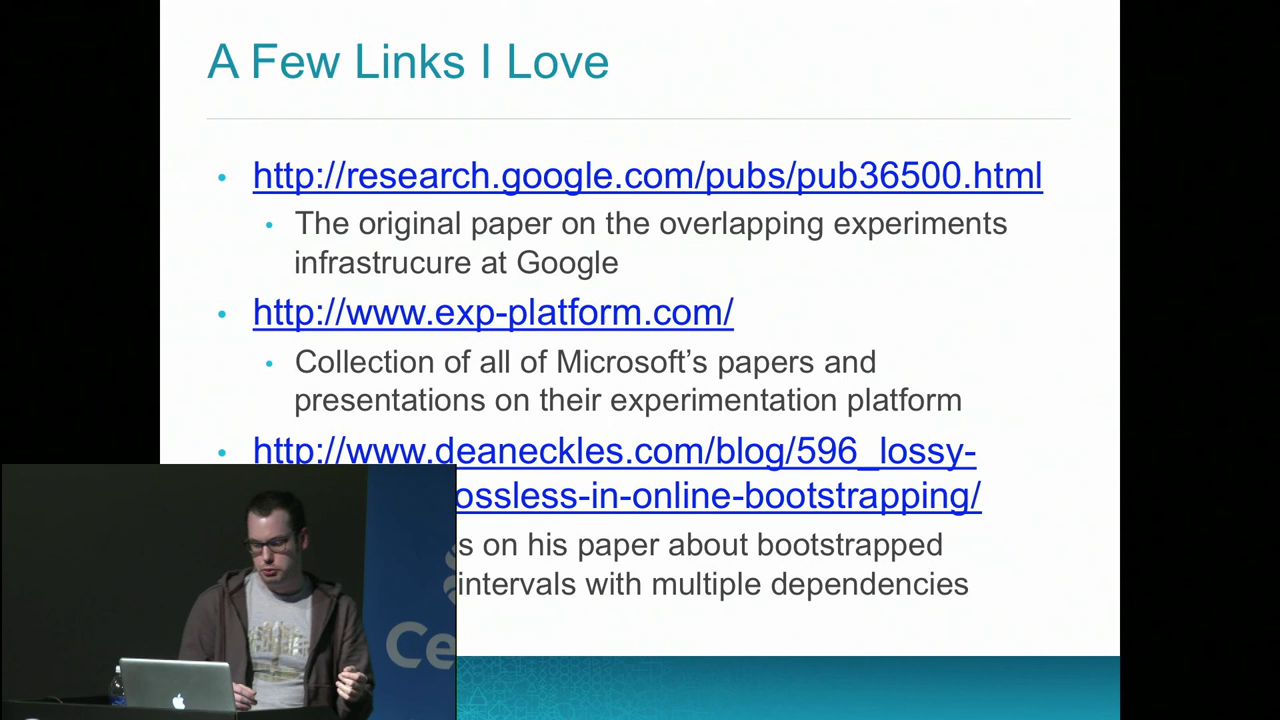 A Few Links I Love
http://research.google.com/pubs/pub36500.html
The original paper on the overlapping experiments
infrastrucure at Google
http://www.exp-platform.com/
Collection of all of Microsoft’s papers and
presentations on their experimentation platform
http://www.deaneckles.com/blog/596_lossy-
ossless-in-online-bootstrapping/
s on his paper about bootstrapped
intervals with multiple dependencies
Ce